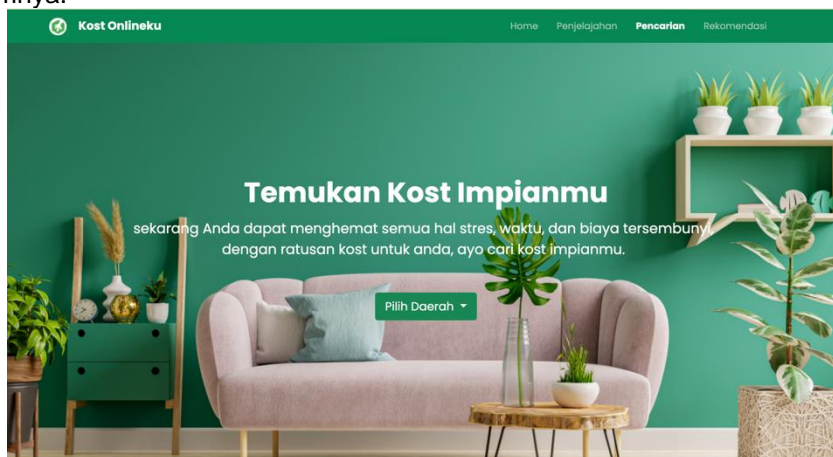 Kost Onlineku
Home Penjelajahan Pencarian Rekomendasi
Temukan Kost Impianmu
sekarang Anda dapat menghemat semua hal stres, waktu, dan biaya tersembunyi,
dengan ratusan kost untuk anda, ayo cari kost impianmu.
Pilih Daerah